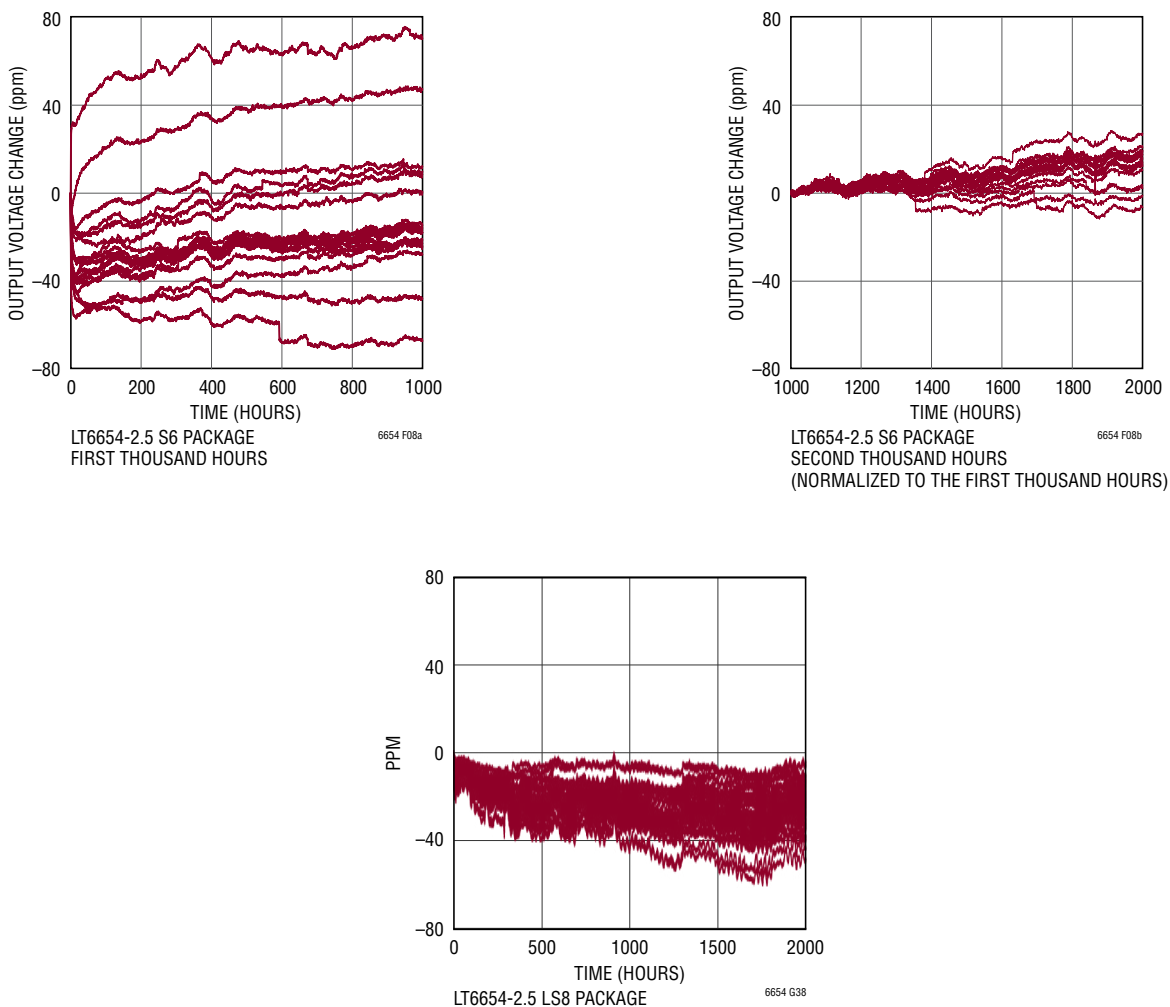 OUTPUT VOLTAGE CHANGE (ppm)
80
40
0
–40
–80
0 200 400 600 800 1000
TIME (HOURS)
LT6654-2.5 S6 PACKAGE
FIRST THOUSAND HOURS
6654 F08a
OUTPUT VOLTAGE CHANGE (ppm)
80
40
0
–40
–80
1000 1200 1400 1600 1800 2000
TIME (HOURS)
LT6654-2.5 S6 PACKAGE
SECOND THOUSAND HOURS
(NORMALIZED TO THE FIRST THOUSAND HOURS)
6654 F08b
PPM
80
40
0
–40
–80
0 500 1000 1500 2000
TIME (HOURS)
LT6654-2.5 LS8 PACKAGE
6654 G38